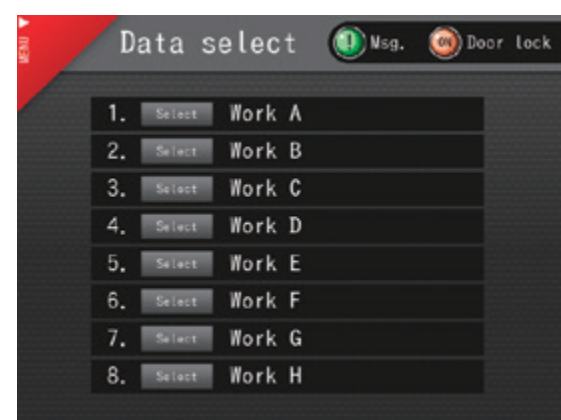 MENU
Data select
Msg.
ON Door lock
1. Select Work A
2. Select Work B
3. Select Work C
4. Select Work D
5. Select Work E
6. Select Work F
7. Select Work G
8. Select Work H